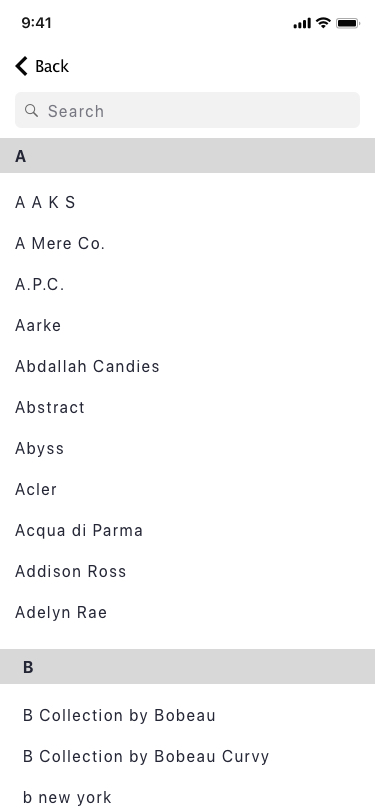 9:41
Back
Search
A
A A K S
A Mere Co.
A.P.C.
Aarke
Abdallah Candies
Abstract
Abyss
Acler
Acqua di Parma
Addison Ross
Adelyn Rae
B
B Collection by Bobeau
B Collection by Bobeau Curvy
b new york